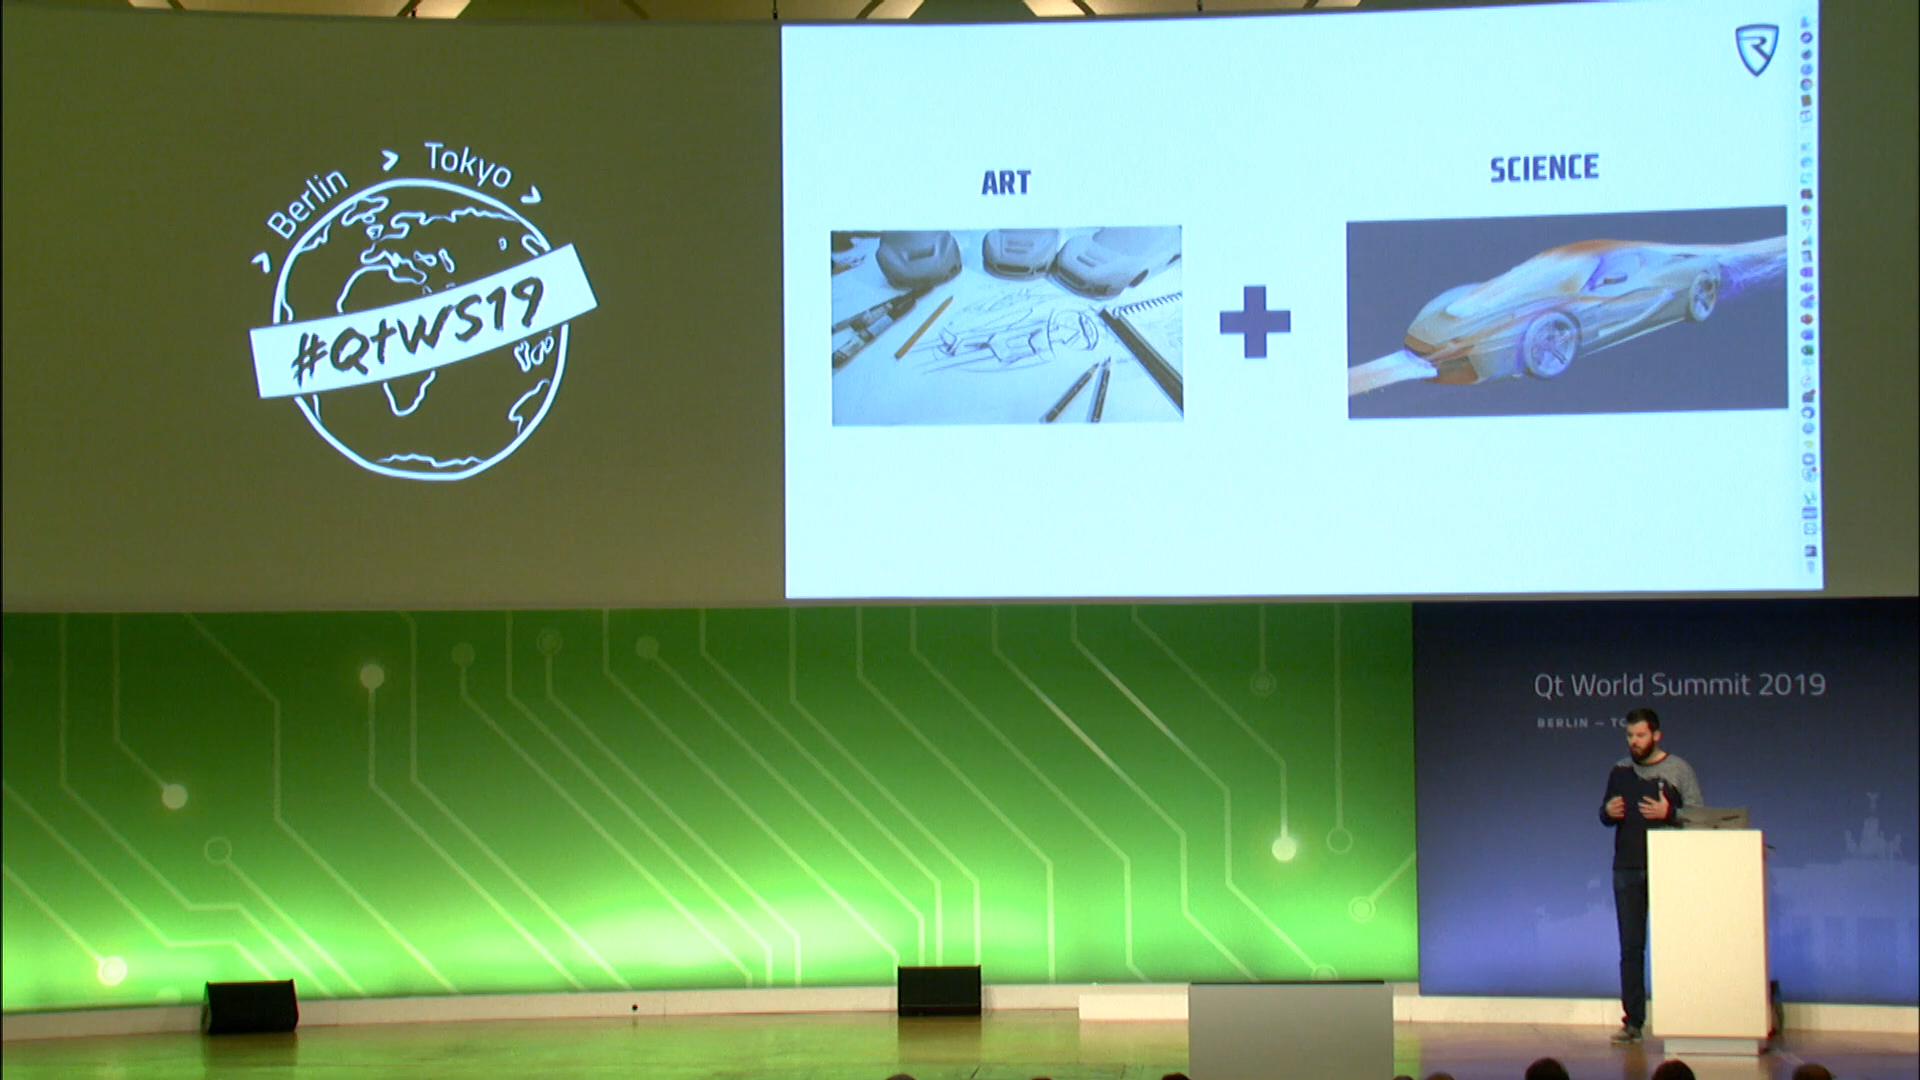 Berlin > Tokyo >
#QtWS19
ART
SCIENCE
R
Qt World Summit 2019
BERLIN – TO